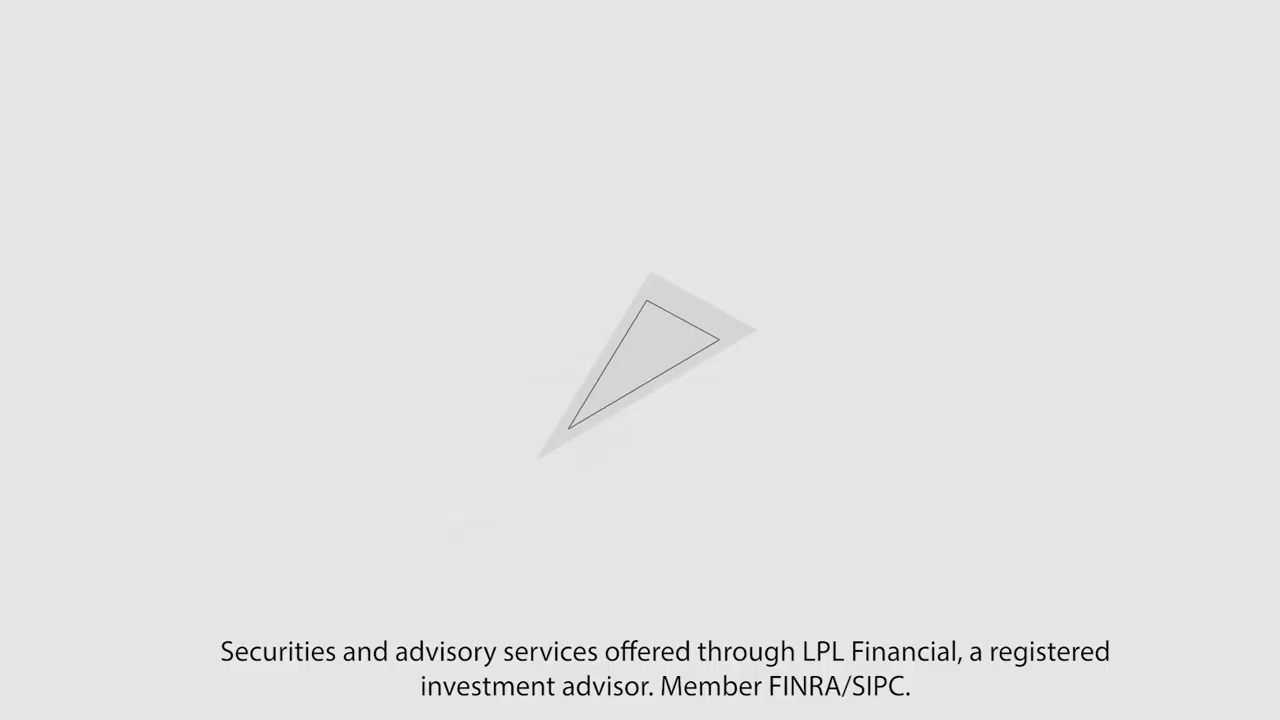 Securities and advisory services offered through LPL Financial, a registered
investment advisor. Member FINRA/SIPC.